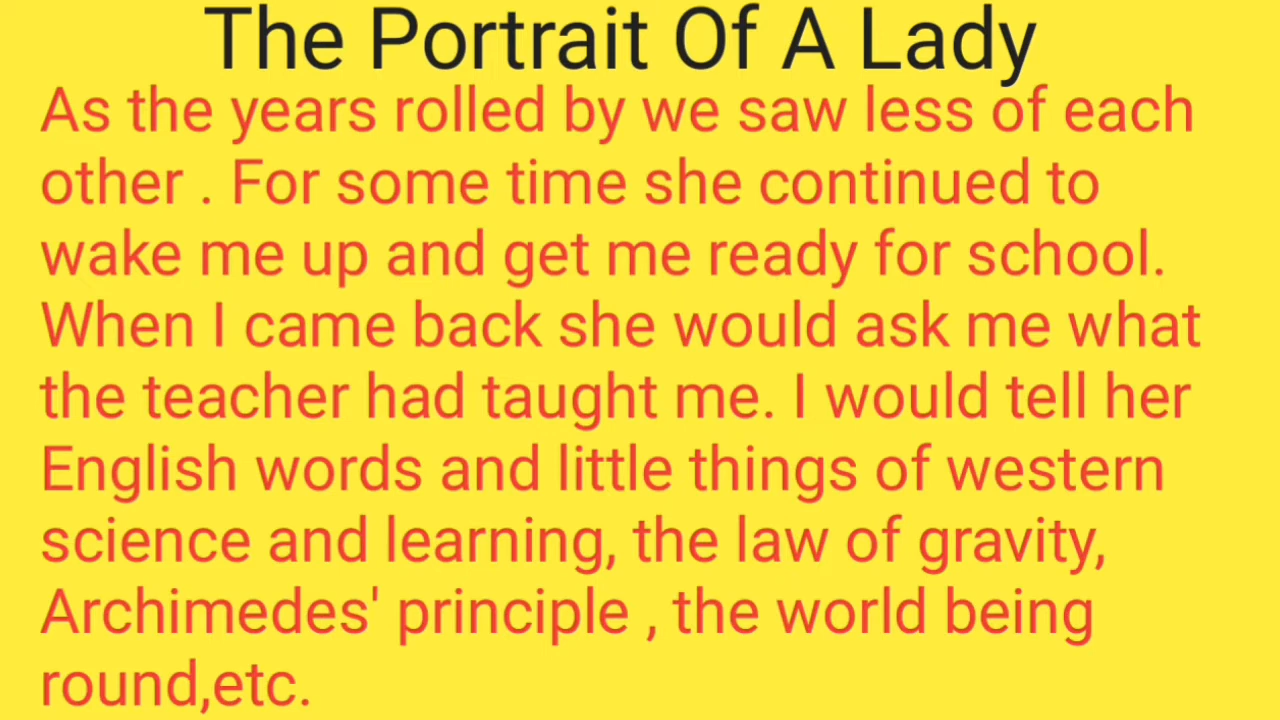 The Portrait Of A Lady
As the years rolled by we saw less of each
other . For some time she continued to
wake me up and get me ready for school.
When I came back she would ask me what
the teacher had taught me. I would tell her
English words and little things of western
science and learning, the law of gravity,
Archimedes' principle , the world being
round,etc.